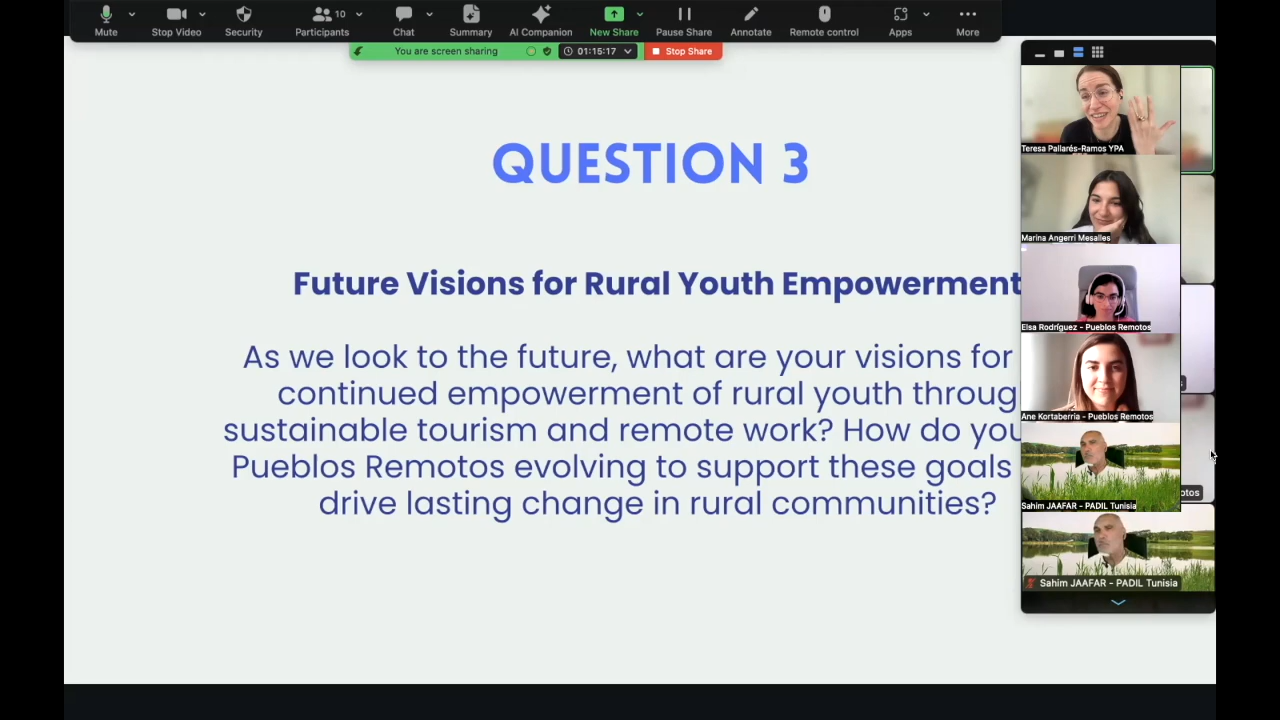 Mute
Stop Video
Security
10
Participants
Chat
Summary
AI Companion
New Share
Pause Share
Annotate
Remote control
Apps
More
You are screen sharing
01:15:17
Stop Share
QUESTION 3
Future Visions for Rural Youth Empowerment
As we look to the future, what are your visions for
continued empowerment of rural youth throug
sustainable tourism and remote work? How do you
Pueblos Remotos evolving to support these goals
drive lasting change in rural communities?
Teresa Pallarés-Ramos YPA
Marina Angerri Mesalles
Elsa Rodríguez - Pueblos Remotos
Ane Kortaberria - Pueblos Remotos
Sahim JAAFAR - PADIL Tunisia
otos
Sahim JAAFAR - PADIL Tunisia